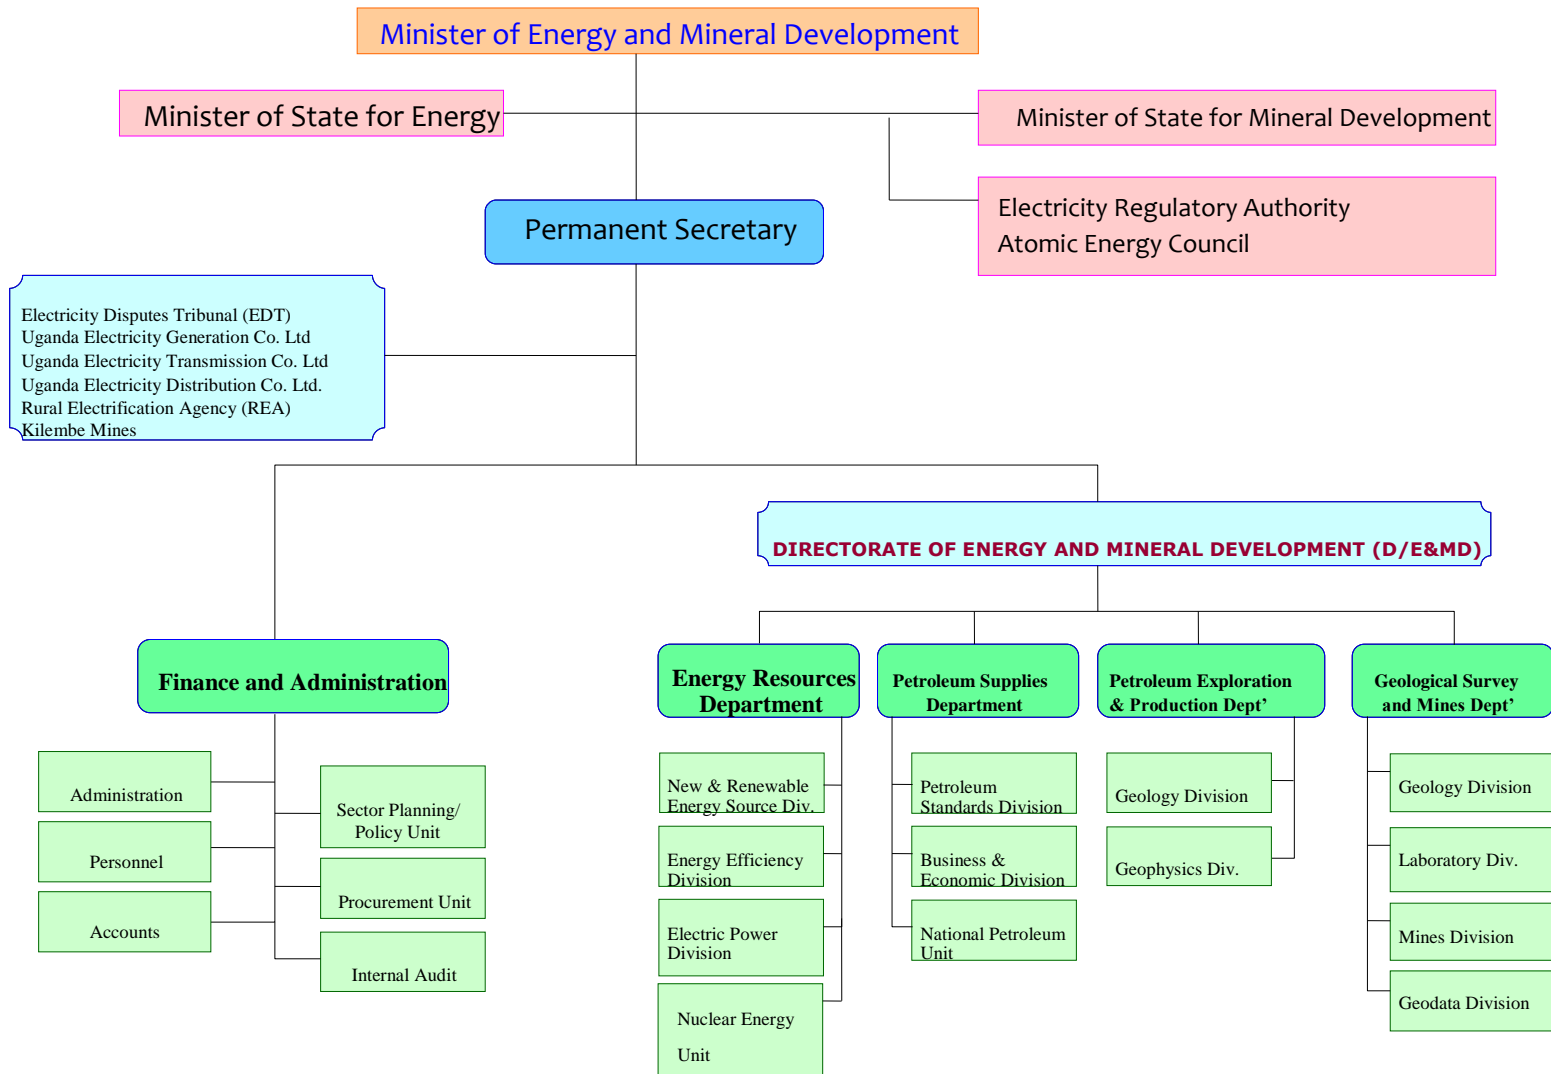 Minister of Energy and Mineral Development
Minister of State for Energy
Minister of State for Mineral Development
Electricity Regulatory Authority
Atomic Energy Council
Permanent Secretary
Electricity Disputes Tribunal (EDT)
Uganda Electricity Generation Co. Ltd
Uganda Electricity Transmission Co. Ltd
Uganda Electricity Distribution Co. Ltd.
Rural Electrification Agency (REA)
Kilembe Mines
DIRECTORATE OF ENERGY AND MINERAL DEVELOPMENT (D/E&MD)
Finance and Administration
Administration
Personnel
Accounts
Sector Planning/
Policy Unit
Procurement Unit
Internal Audit
Energy Resources
Department
New & Renewable
Energy Source Div.
Energy Efficiency
Division
Electric Power
Division
Nuclear Energy
Unit
Petroleum Supplies
Department
Petroleum
Standards Division
Business &
Economic Division
National Petroleum
Unit
Petroleum Exploration
& Production Dept’
Geology Division
Geophysics Div.
Geological Survey
and Mines Dept’
Geology Division
Laboratory Div.
Mines Division
Geodata Division